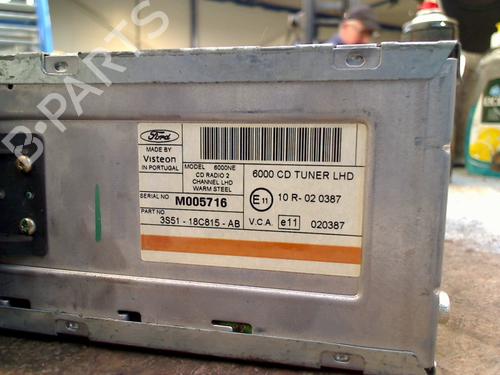 B-PARTS
Ford
MADE BY
Visteon
IN PORTUGAL
MODEL 6000NE
CD RADIO 2
CHANNEL LHD
WARM STEEL
6000 CD TUNER LHD
SERIAL NO M005716
E 11 10 R- 02 0387
PART NO
3S51 - 18C815 - AB
V.C.A. e11 020387